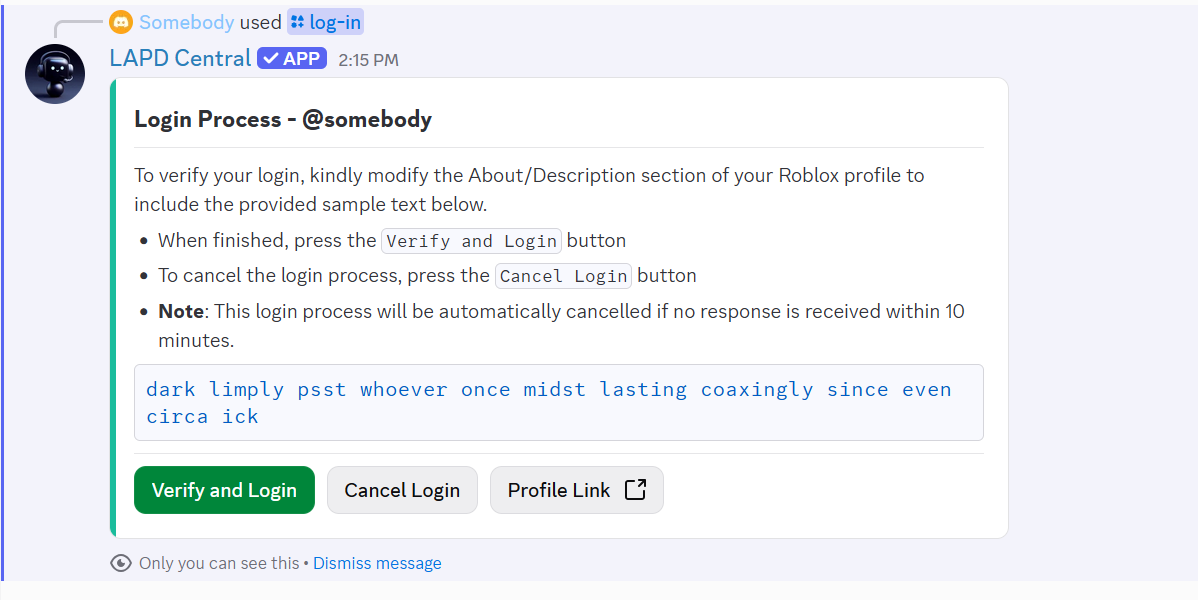 Somebody used log-in
LAPD Central APP 2:15 PM
Login Process - @somebody
To verify your login, kindly modify the About/Description section of your Roblox profile to
include the provided sample text below.
• When finished, press the Verify and Login button
• To cancel the login process, press the Cancel Login button
• Note: This login process will be automatically cancelled if no response is received within 10
minutes.
dark limply psst whoever once midst lasting coaxingly since even
circa ick
Verify and Login Cancel Login Profile Link
Only you can see this • Dismiss message